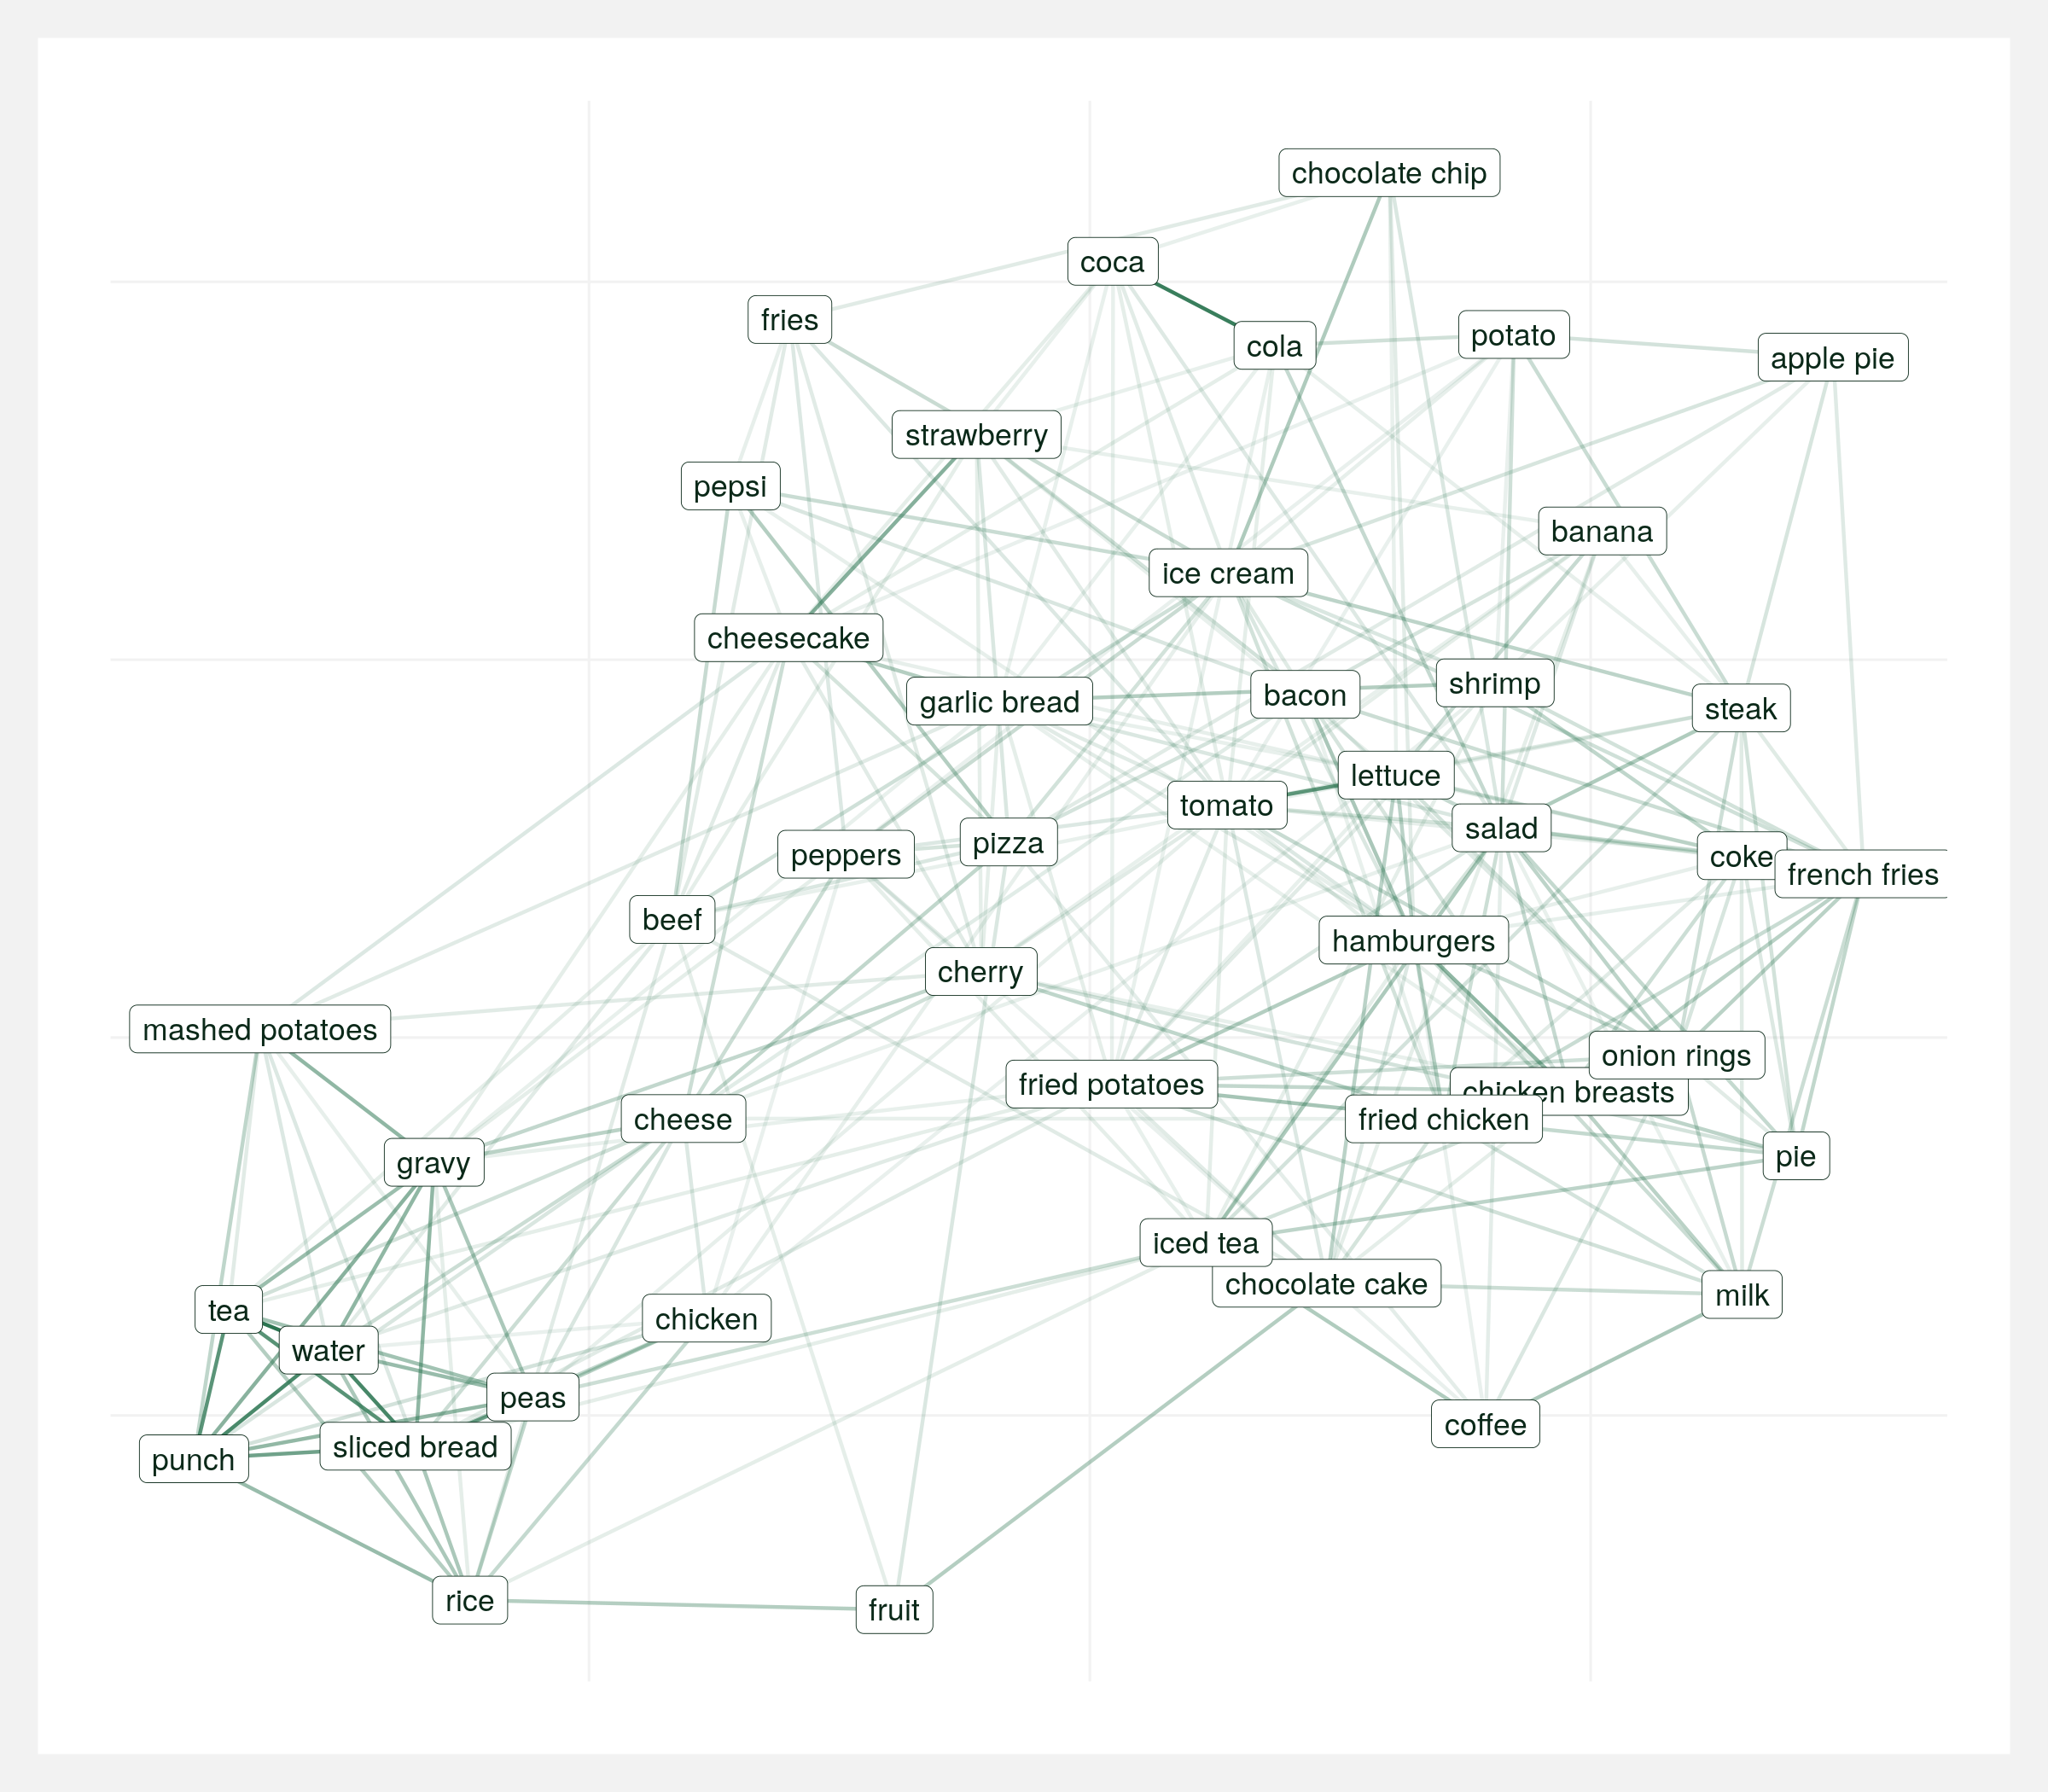 chocolate chip
coca
fries
cola
potato
apple pie
strawberry
pepsi
banana
ice cream
cheesecake
garlic bread
bacon
shrimp
steak
lettuce
tomato
salad
peppers
pizza
coke
french fries
beef
hamburgers
cherry
mashed potatoes
onion rings
fried potatoes
chicken breasts
cheese
fried chicken
gravy
pie
iced tea
chocolate cake
milk
tea
chicken
water
peas
coffee
sliced bread
punch
rice
fruit